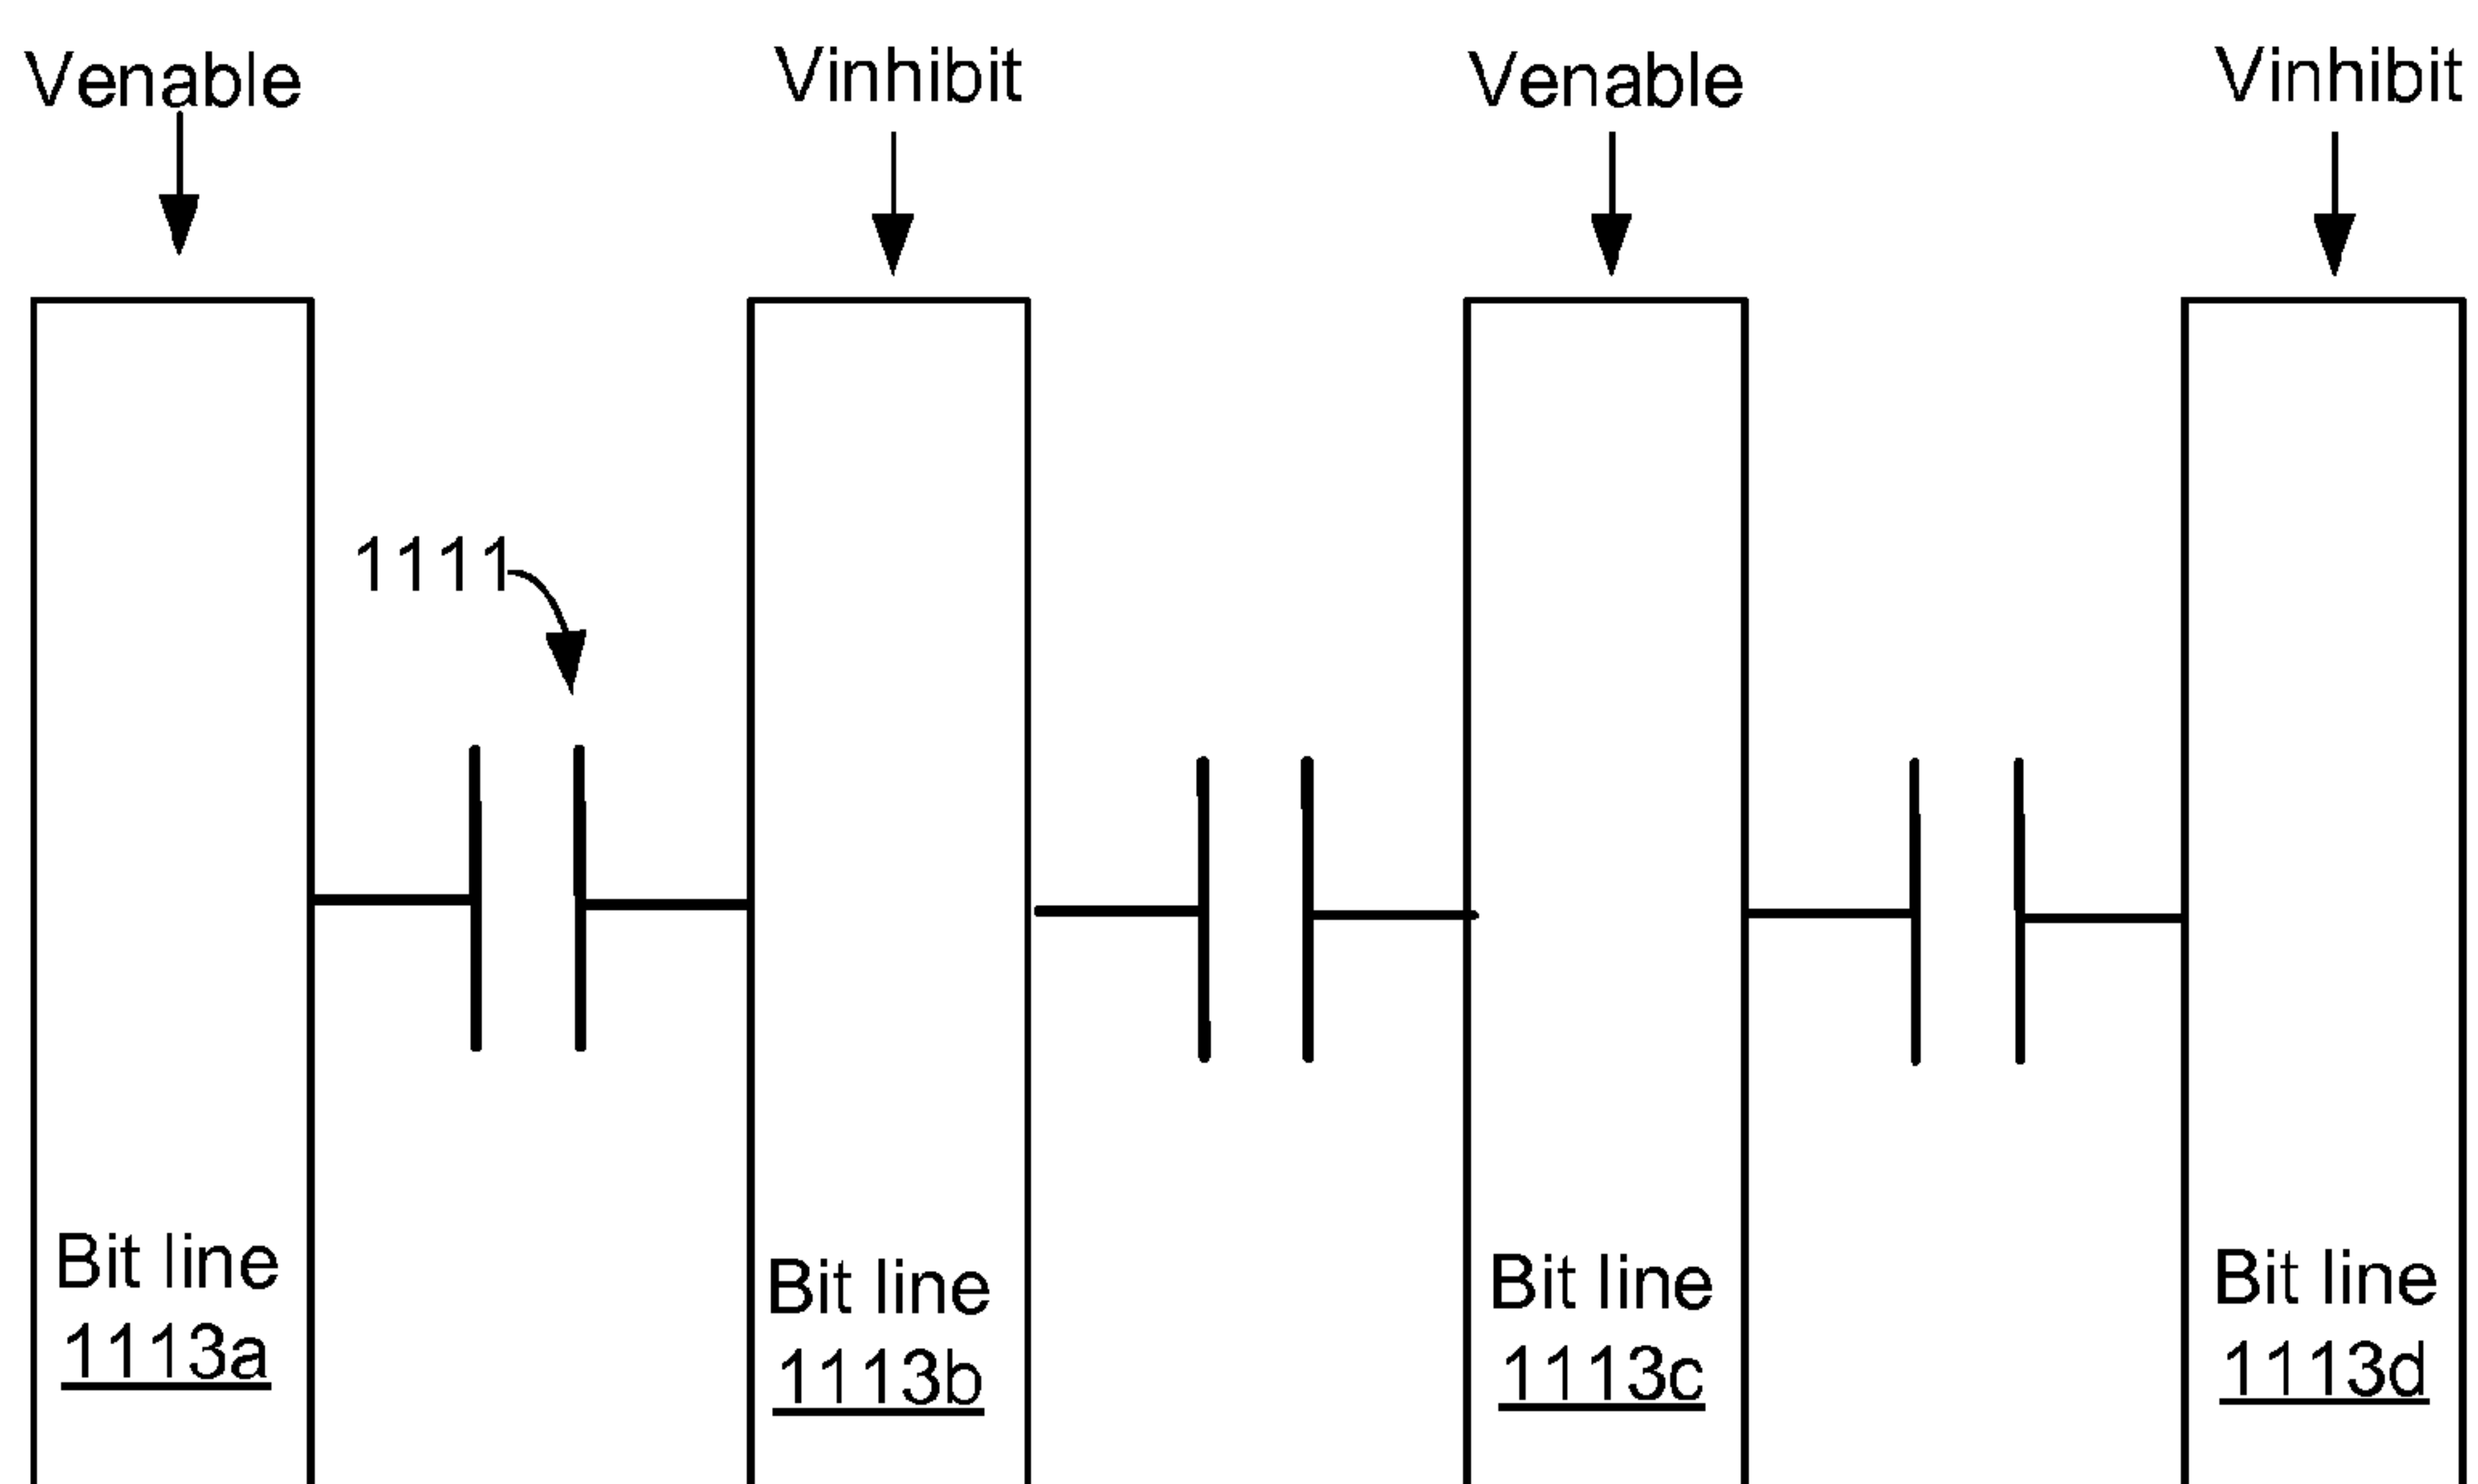 Venable
Vinhibit
Venable
Vinhibit
1111
Bit line
1113a
Bit line
1113b
Bit line
1113c
Bit line
1113d